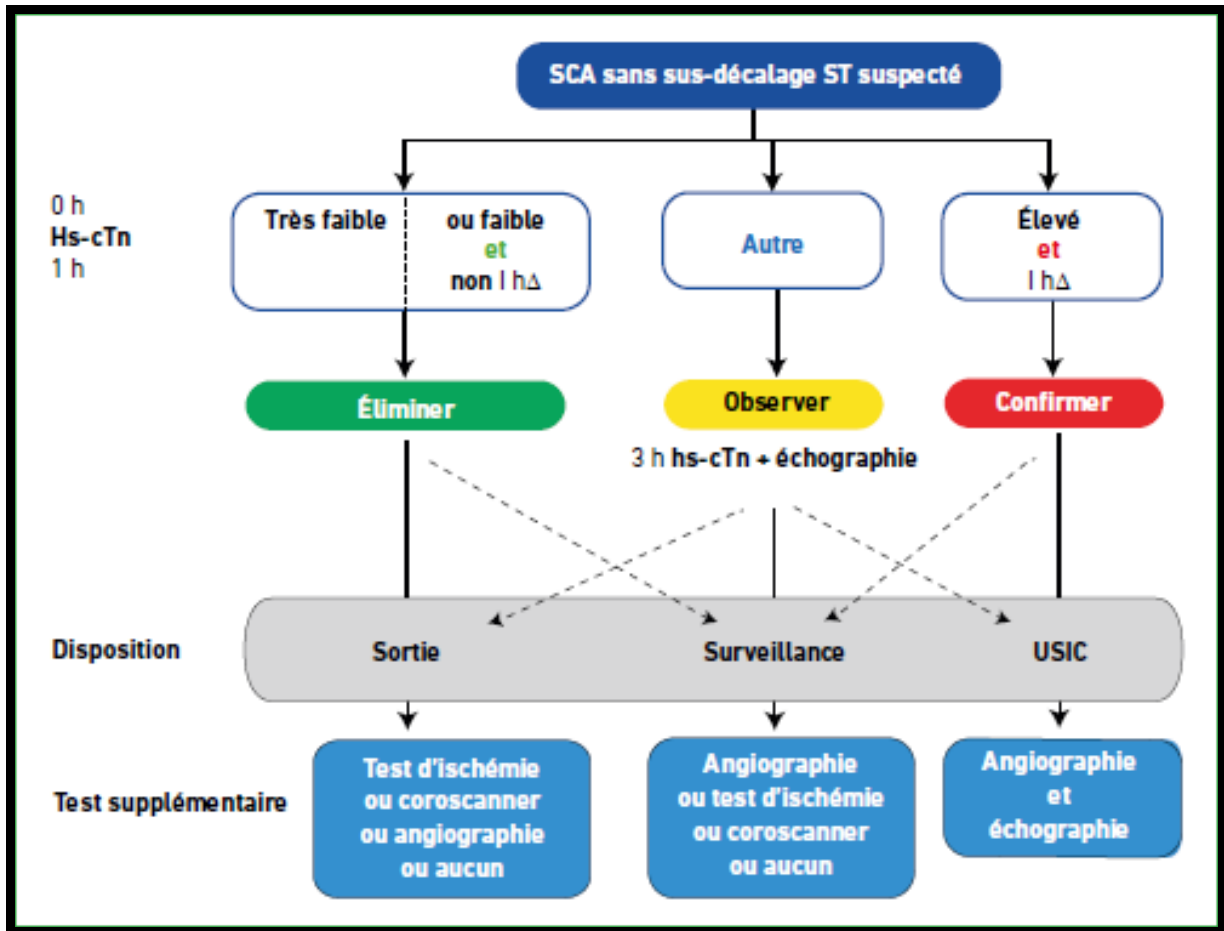 SCA sans sus-décalage ST suspecté
0 h
Hs-cTn
1 h
Très faible
ou faible
et
non I h∆
Autre
Élevé
et
I h∆
Éliminer
Observer
Confirmer
3 h hs-cTn + échographie
Disposition
Sortie
Surveillance
USIC
Test supplémentaire
Test d'ischémie
ou coroscanner
ou angiographie
ou aucun
Angiographie
ou test d'ischémie
ou coroscanner
ou aucun
Angiographie
et
échographie